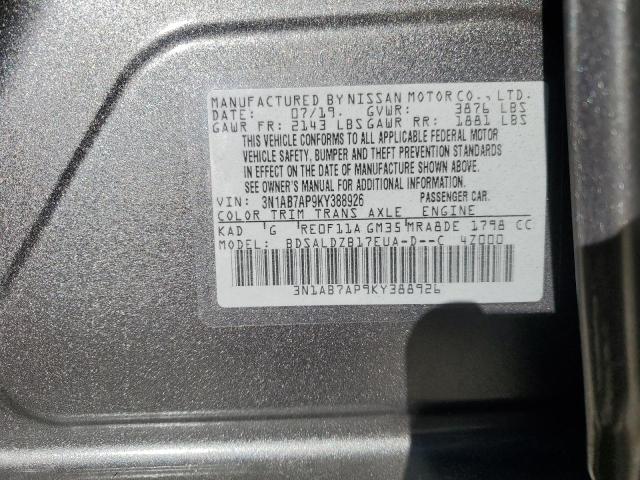 MANUFACTURED BY NISSAN MOTOR CO., LTD.
DATE: 07/19. GVWR: 3876 LBS
GAWR FR: 2143 LBS GAWR RR: 1881 LBS
THIS VEHICLE CONFORMS TO ALL APPLICABLE FEDERAL MOTOR
VEHICLE SAFETY, BUMPER AND THEFT PREVENTION STANDARDS
IN EFFECT ON THE DATE OF MANUFACTURE SHOWN ABOVE.
SEE OWNER'S MANUAL FOR ADDITIONAL INFORMATION.
VIN: 3N1AB7AP9KY388926 PASSENGER CAR.
COLOR TRIM TRANS AXLE ENGINE
KAD 'G RE0F11A GM35 MRA8DE 1798 CC
MODEL: BDSALDZB17EUA-D--C 4Z000
3N1AB7AP9KY388926